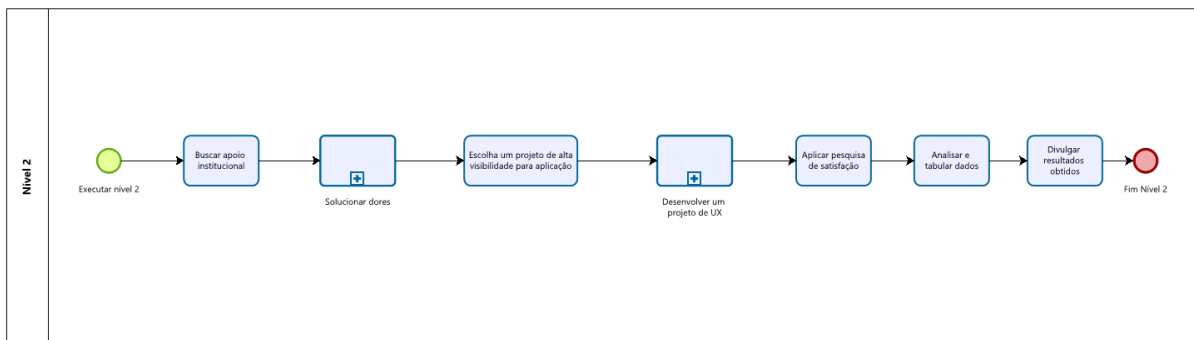 Nível 2
Executar nível 2
Buscar apoio
institucional
Solucionar dores
Escolha um projeto de alta
visibilidade para aplicação
Desenvolver um
projeto de UX
Aplicar pesquisa
de satisfação
Analisar e
tabular dados
Divulgar
resultados
obtidos
Fim Nível 2